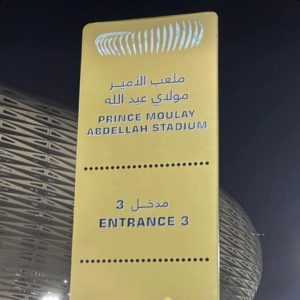 ملعب الأمير
مولاي عبد الله
PRINCE MOULAY
ABDELLAH STADIUM
مدخل 3
ENTRANCE 3